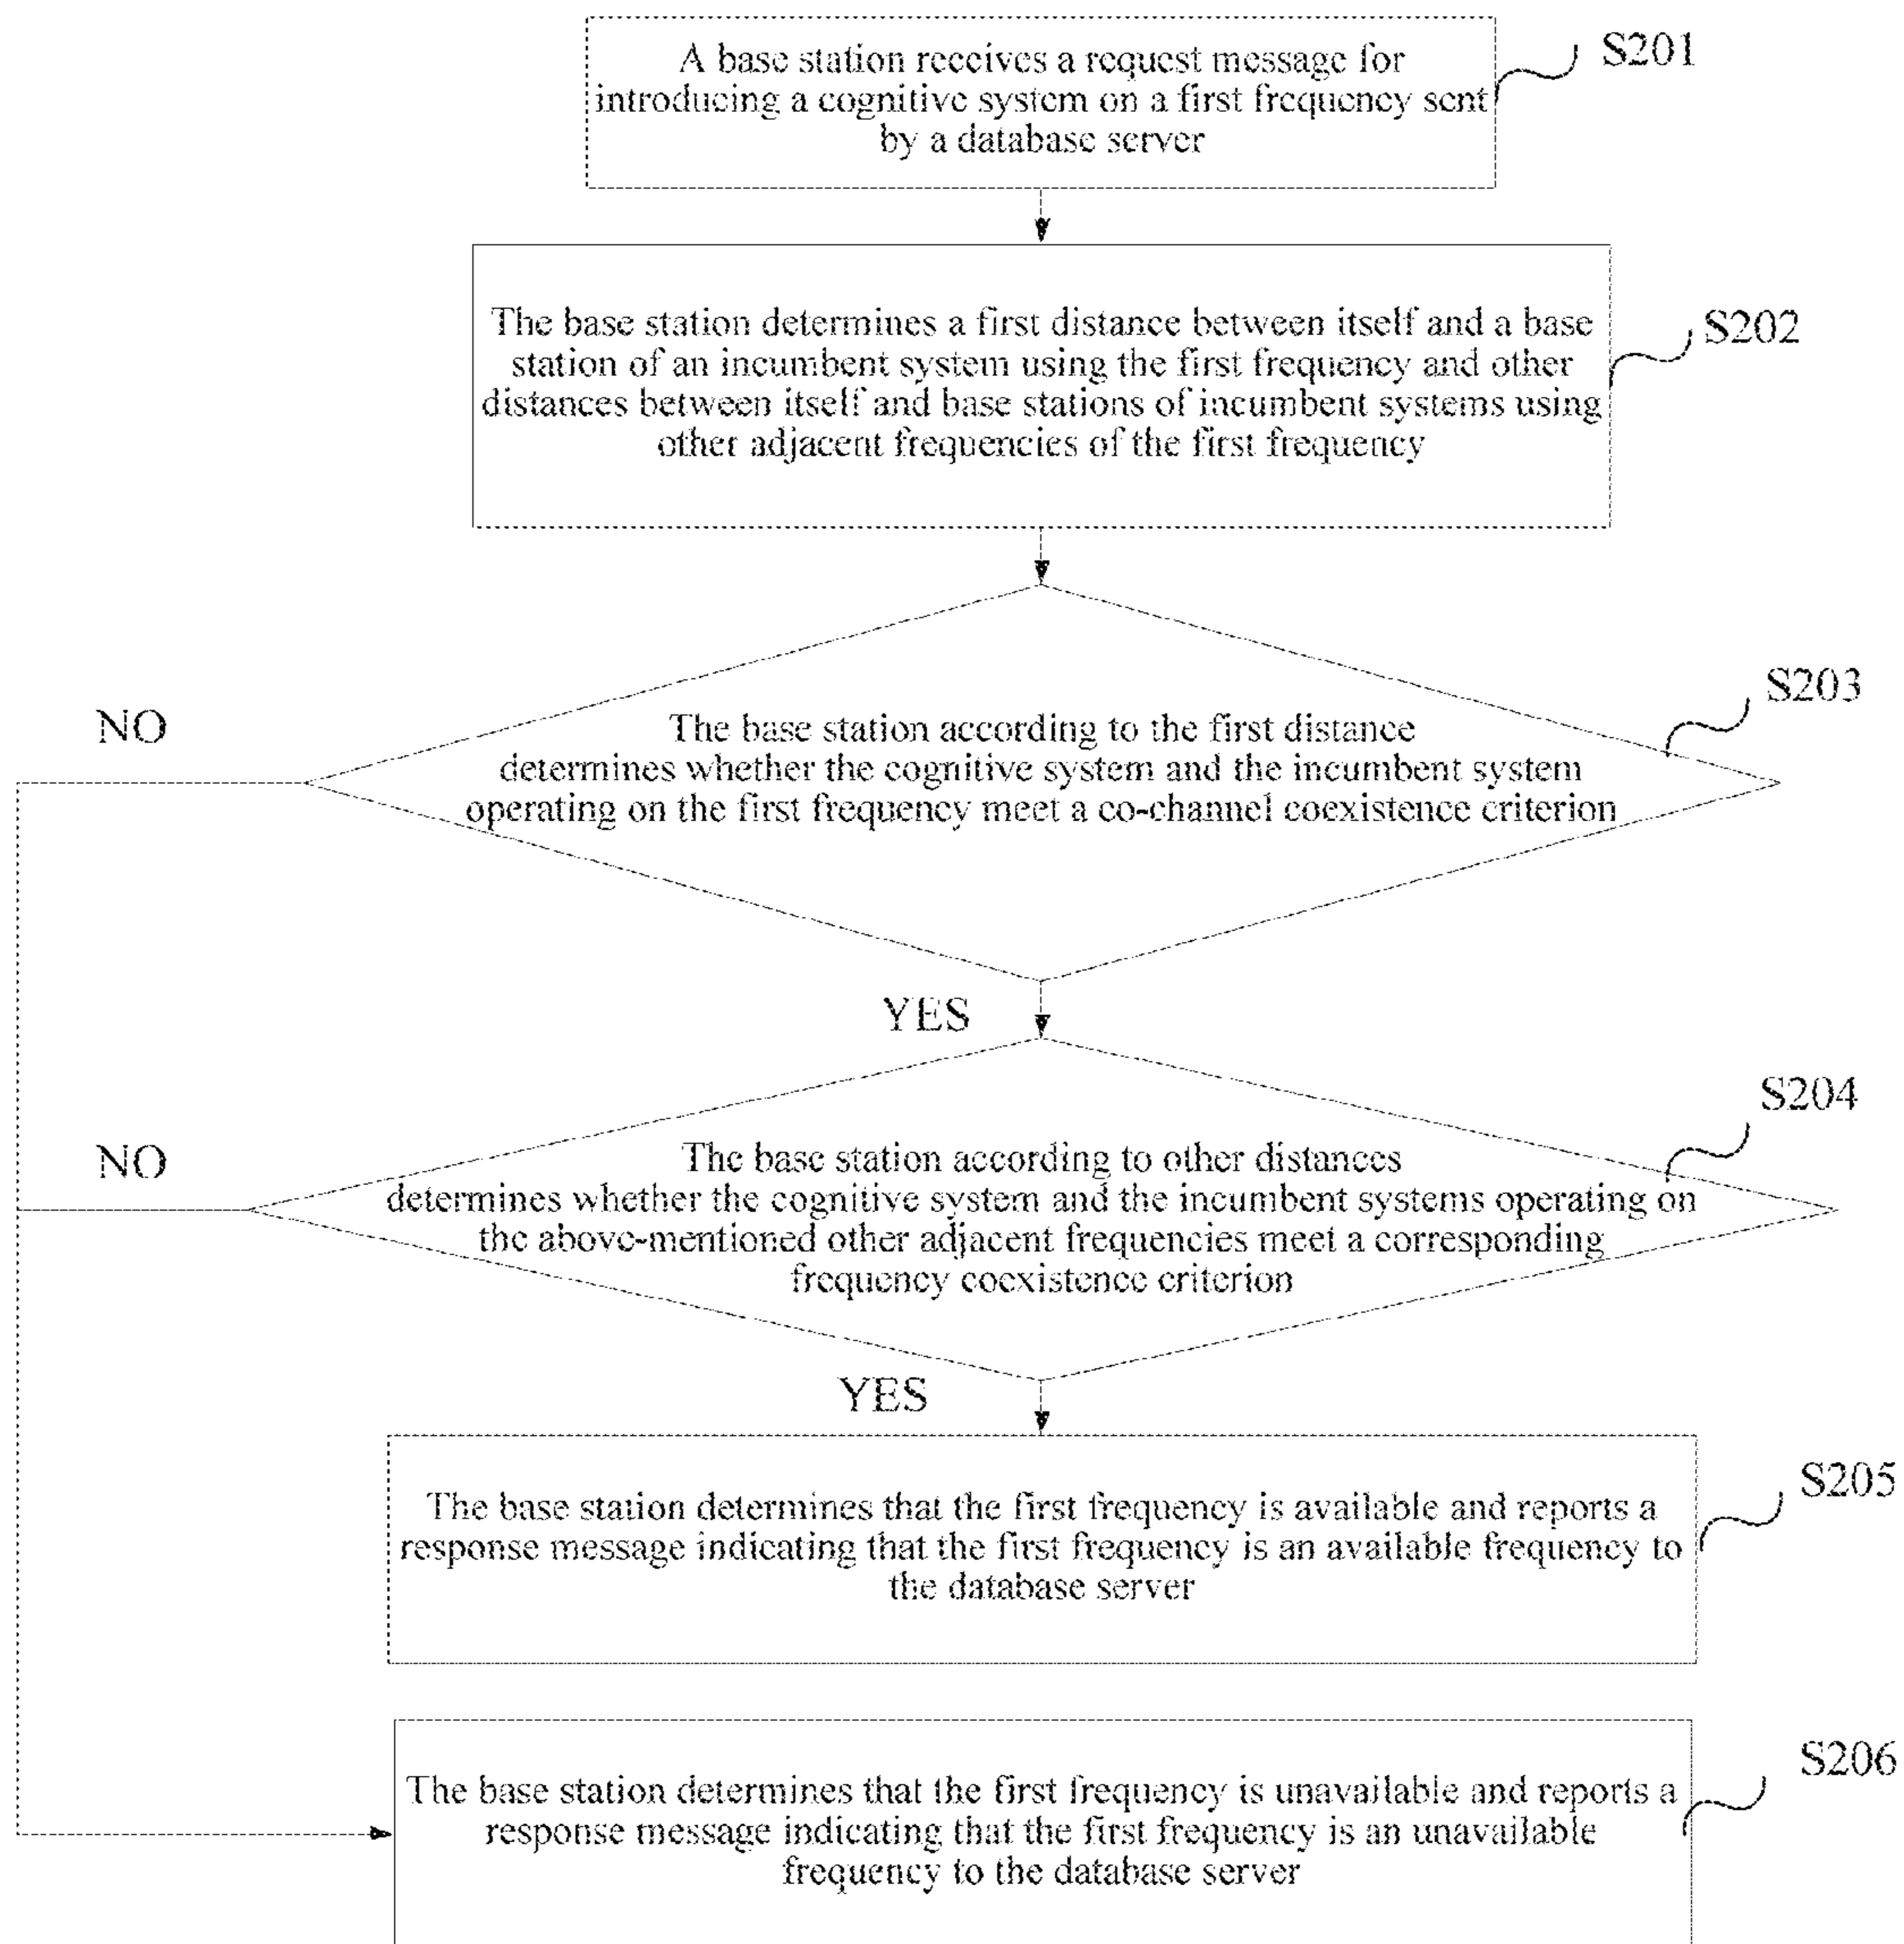 A base station receives a request message for
introducing a cognitive system on a first frequency sent
by a database server
S201
The base station determines a first distance between itself and a base
station of an incumbent system using the first frequency and other
distances between itself and base stations of incumbent systems using
other adjacent frequencies of the first frequency
S202
NO
The base station according to the first distance
determines whether the cognitive system and the incumbent system
operating on the first frequency meet a co-channel coexistence criterion
S203
YES
NO
The base station according to other distances
determines whether the cognitive system and the incumbent systems operating on
the above-mentioned other adjacent frequencies meet a corresponding
frequency coexistence criterion
S204
YES
The base station determines that the first frequency is available and reports a
response message indicating that the first frequency is an available frequency to
the database server
S205
The base station determines that the first frequency is unavailable and reports a
response message indicating that the first frequency is an unavailable
frequency to the database server
S206